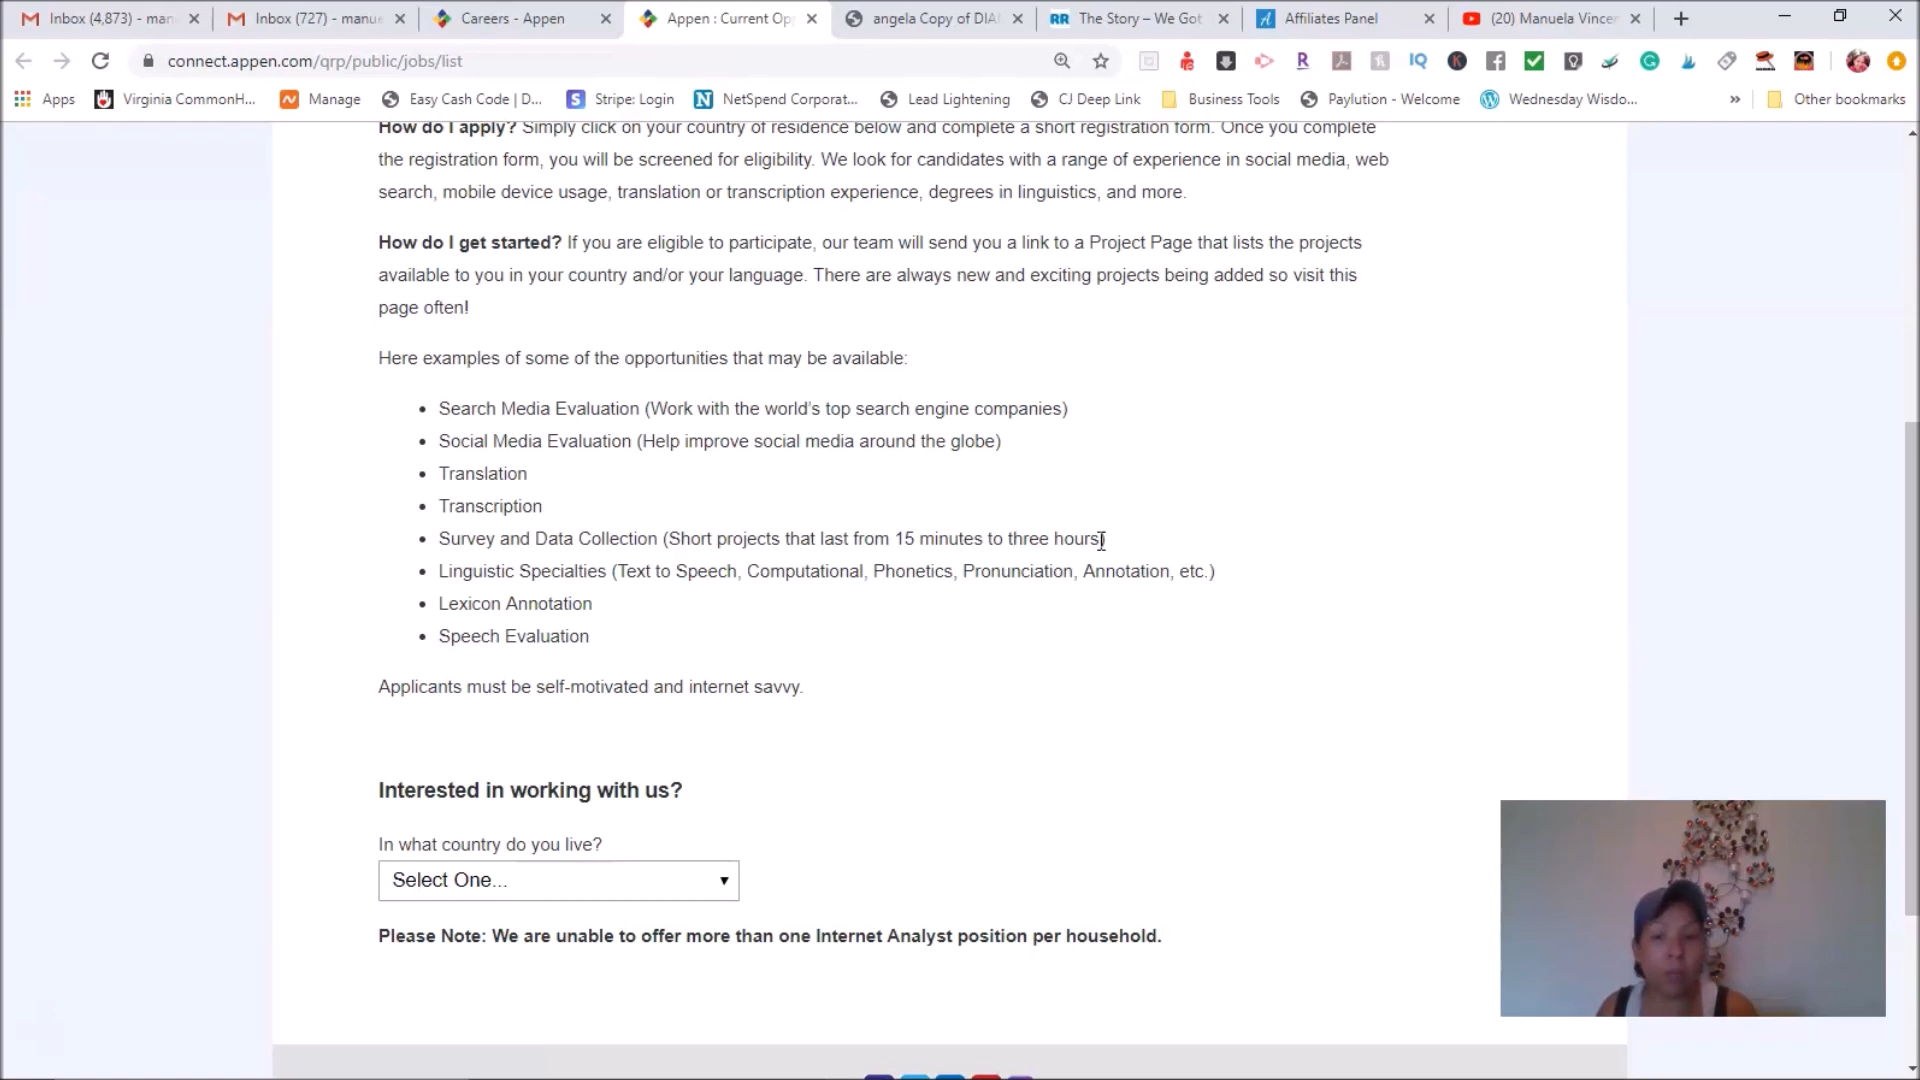 Inbox (4,873) - man
Inbox (727) - manue
Careers - Appen
Appen : Current Op
angela Copy of DIA
RR The Story – We Got
Affiliates Panel
(20) Manuela Vince
connect.appen.com/qrp/public/jobs/list
Apps
Virginia CommonH...
Manage
Easy Cash Code | D...
Stripe: Login
NetSpend Corporat...
Lead Lightening
CJ Deep Link
Business Tools
Paylution - Welcome
Wednesday Wisdo...
»
Other bookmarks
How do I apply? Simply click on your country of residence below and complete a short registration form. Once you complete
the registration form, you will be screened for eligibility. We look for candidates with a range of experience in social media, web
search, mobile device usage, translation or transcription experience, degrees in linguistics, and more.
How do I get started? If you are eligible to participate, our team will send you a link to a Project Page that lists the projects
available to you in your country and/or your language. There are always new and exciting projects being added so visit this
page often!
Here examples of some of the opportunities that may be available:
• Search Media Evaluation (Work with the world's top search engine companies)
• Social Media Evaluation (Help improve social media around the globe)
• Translation
• Transcription
• Survey and Data Collection (Short projects that last from 15 minutes to three hours)
• Linguistic Specialties (Text to Speech, Computational, Phonetics, Pronunciation, Annotation, etc.)
• Lexicon Annotation
• Speech Evaluation
Applicants must be self-motivated and internet savvy.
Interested in working with us?
In what country do you live?
Select One...
Please Note: We are unable to offer more than one Internet Analyst position per household.